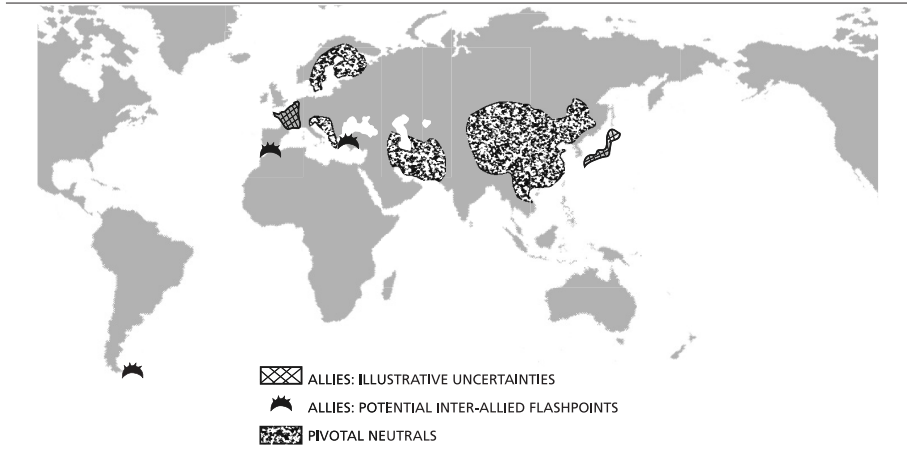 ALLIES: ILLUSTRATIVE UNCERTAINTIES
ALLIES: POTENTIAL INTER-ALLIED FLASHPOINTS
PIVOTAL NEUTRALS